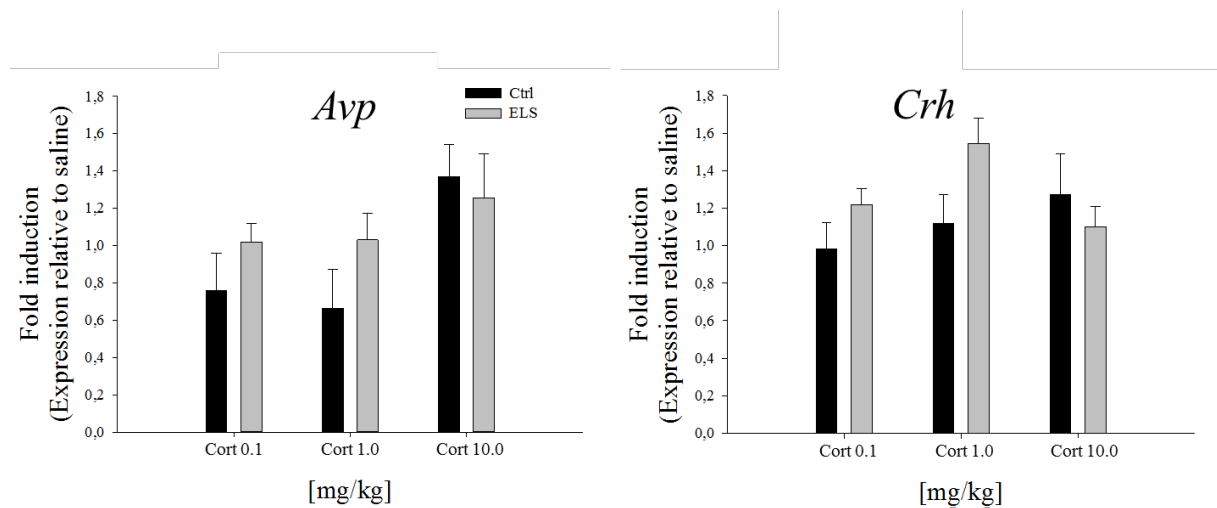 Avp
Ctrl
ELS
Fold induction
(Expression relative to saline)
1,8
1,6
1,4
1,2
1,0
0,8
0,6
0,4
0,2
0,0
Cort 0.1 Cort 1.0 Cort 10.0
[mg/kg]
Crh
Fold induction
(Expression relative to saline)
1,8
1,6
1,4
1,2
1,0
0,8
0,6
0,4
0,2
0,0
Cort 0.1 Cort 1.0 Cort 10.0
[mg/kg]